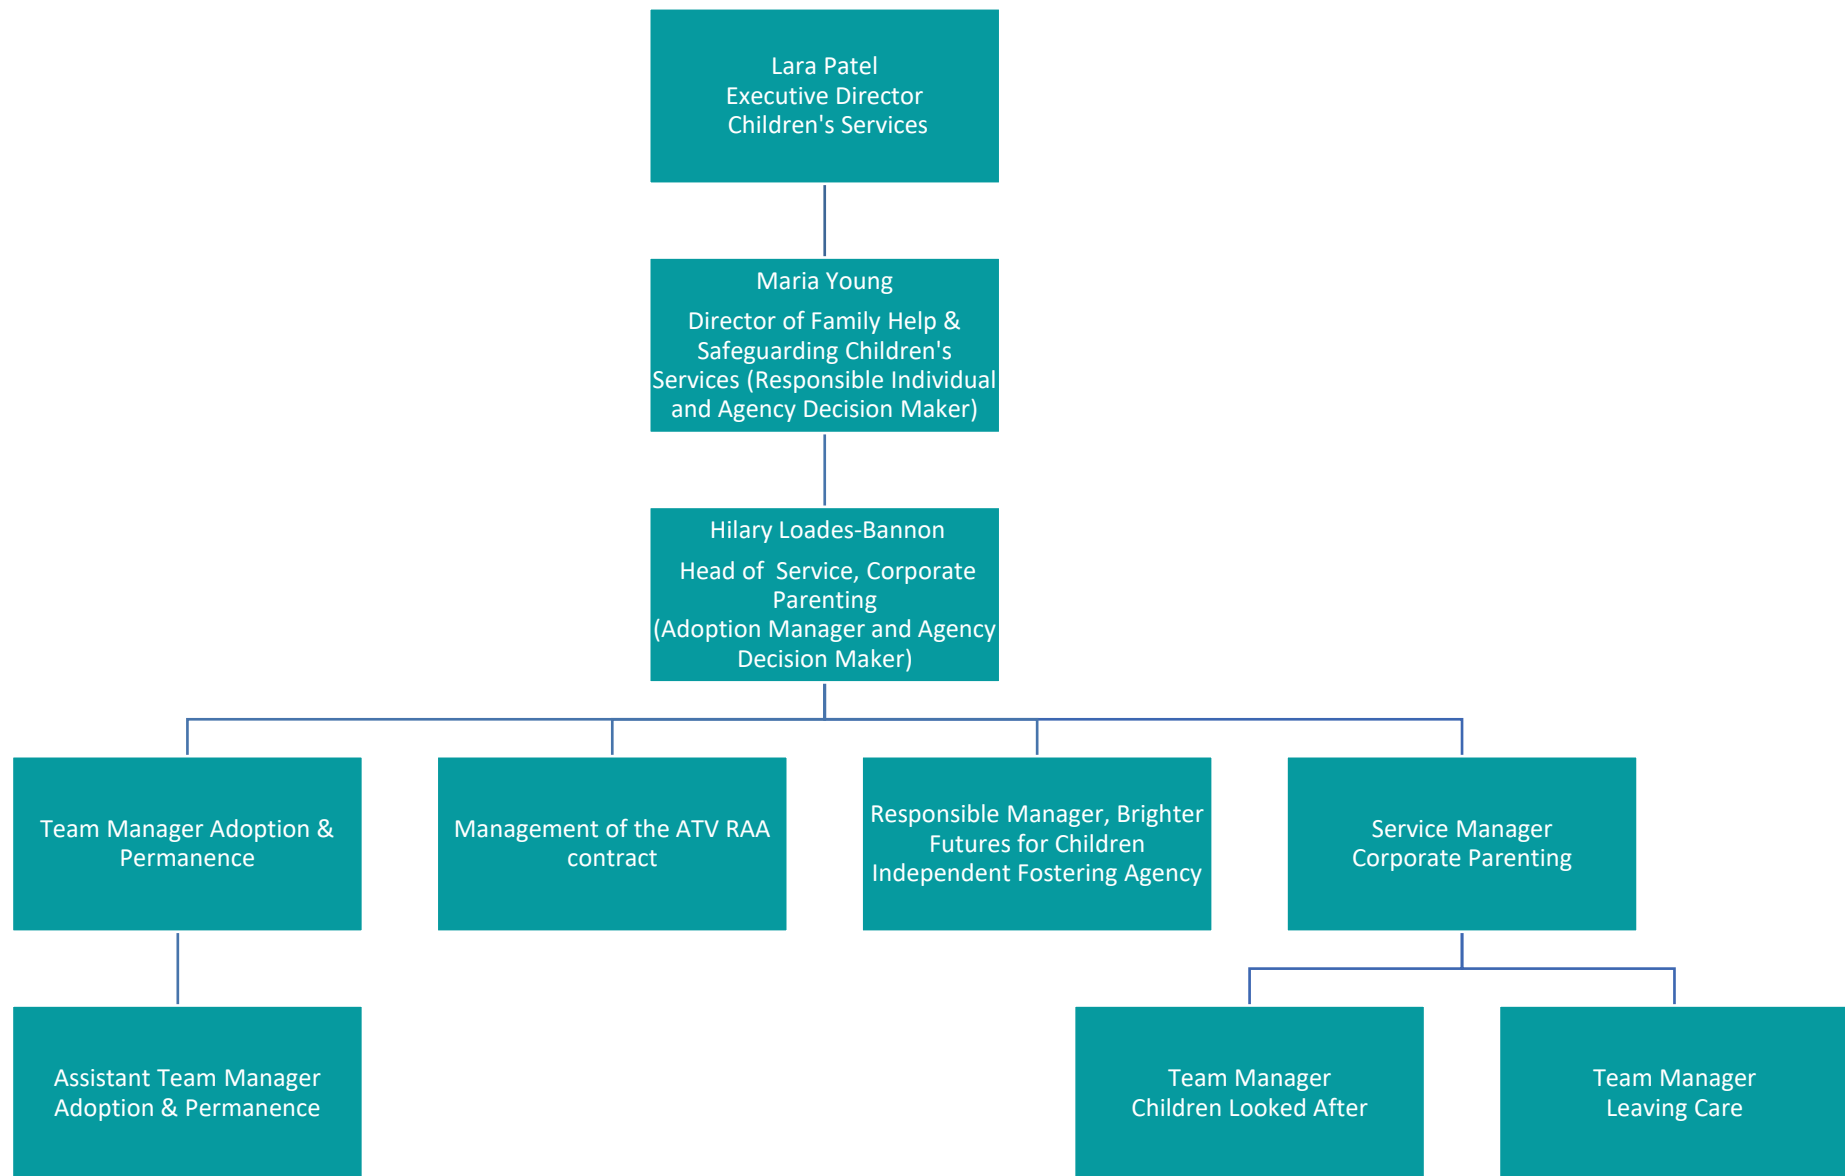 Lara Patel
Executive Director
Children's Services
Maria Young
Director of Family Help &
Safeguarding Children's
Services (Responsible Individual
and Agency Decision Maker)
Hilary Loades-Bannon
Head of  Service, Corporate
Parenting
(Adoption Manager and Agency
Decision Maker)
Team Manager Adoption &
Permanence
Management of the ATV RAA
contract
Responsible Manager, Brighter
Futures for Children
Independent Fostering Agency
Service Manager
Corporate Parenting
Assistant Team Manager
Adoption & Permanence
Team Manager
Children Looked After
Team Manager
Leaving Care